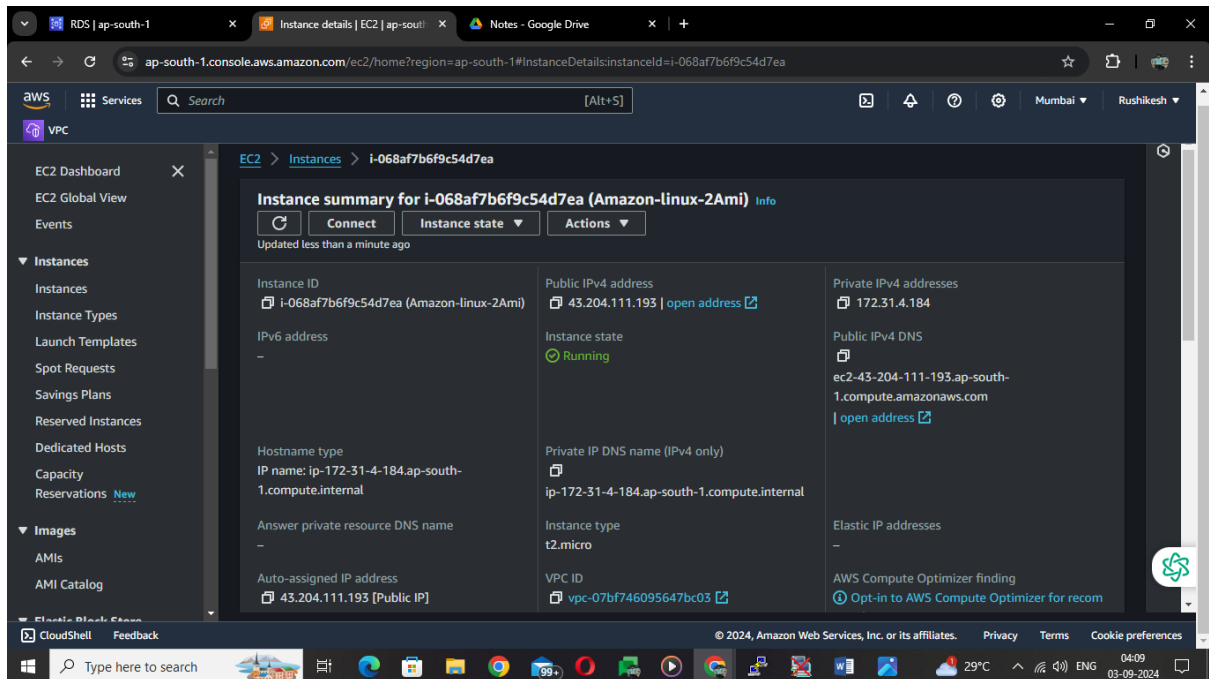 RDS | ap-south-1
Instance details | EC2 | ap-south
Notes - Google Drive
ap-south-1.console.aws.amazon.com/ec2/home?region=ap-south-1#InstanceDetails:instanceId=i-068af7b6f9c54d7ea
aws
Services
Search
[Alt+S]
Mumbai
Rushikesh
VPC
EC2 Dashboard
EC2 Global View
Events
Instances
Instances
Instance Types
Launch Templates
Spot Requests
Savings Plans
Reserved Instances
Dedicated Hosts
Capacity
Reservations New
Images
AMIs
AMI Catalog
Elastic Block Store
EC2 > Instances > i-068af7b6f9c54d7ea
Instance summary for i-068af7b6f9c54d7ea (Amazon-linux-2Ami) Info
Connect
Instance state
Actions
Updated less than a minute ago
Instance ID
i-068af7b6f9c54d7ea (Amazon-linux-2Ami)
Public IPv4 address
43.204.111.193 | open address
Private IPv4 addresses
172.31.4.184
IPv6 address
–
Instance state
Running
Public IPv4 DNS
ec2-43-204-111-193.ap-south-
1.compute.amazonaws.com
| open address
Hostname type
IP name: ip-172-31-4-184.ap-south-
1.compute.internal
Private IP DNS name (IPv4 only)
ip-172-31-4-184.ap-south-1.compute.internal
Answer private resource DNS name
–
Instance type
t2.micro
Elastic IP addresses
–
Auto-assigned IP address
43.204.111.193 [Public IP]
VPC ID
vpc-07bf746095647bc03
AWS Compute Optimizer finding
Opt-in to AWS Compute Optimizer for recom
CloudShell
Feedback
© 2024, Amazon Web Services, Inc. or its affiliates.
Privacy
Terms
Cookie preferences
Type here to search
99+
29°C
ENG
04:09
03-09-2024